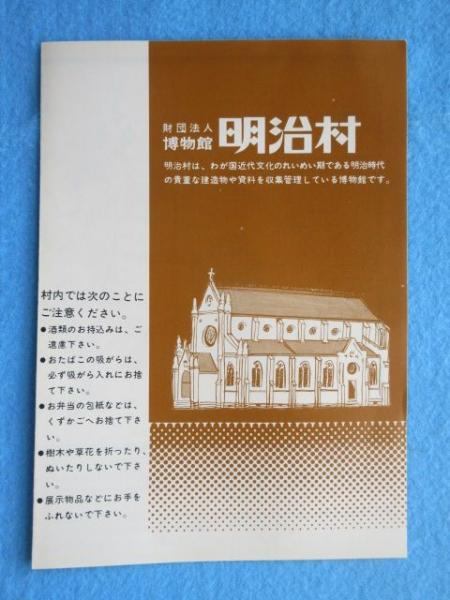 財団法人
博物館 明治村
明治村は、わが国近代文化のれいめい期である明治時代
の貴重な建造物や資料を収集管理している博物館です。
村内では次のことに
ご注意ください。
●酒類のお持込みは、ご
遠慮下さい。
●おたばこの吸がらは、
必ず吸がら入れにお捨
て下さい。
●お弁当の包紙などは、
くずかごへお捨て下さ
い。
●樹木や草花を折ったり、
ぬいたりしないで下さ
い。
●展示物品などにお手を
ふれないで下さい。